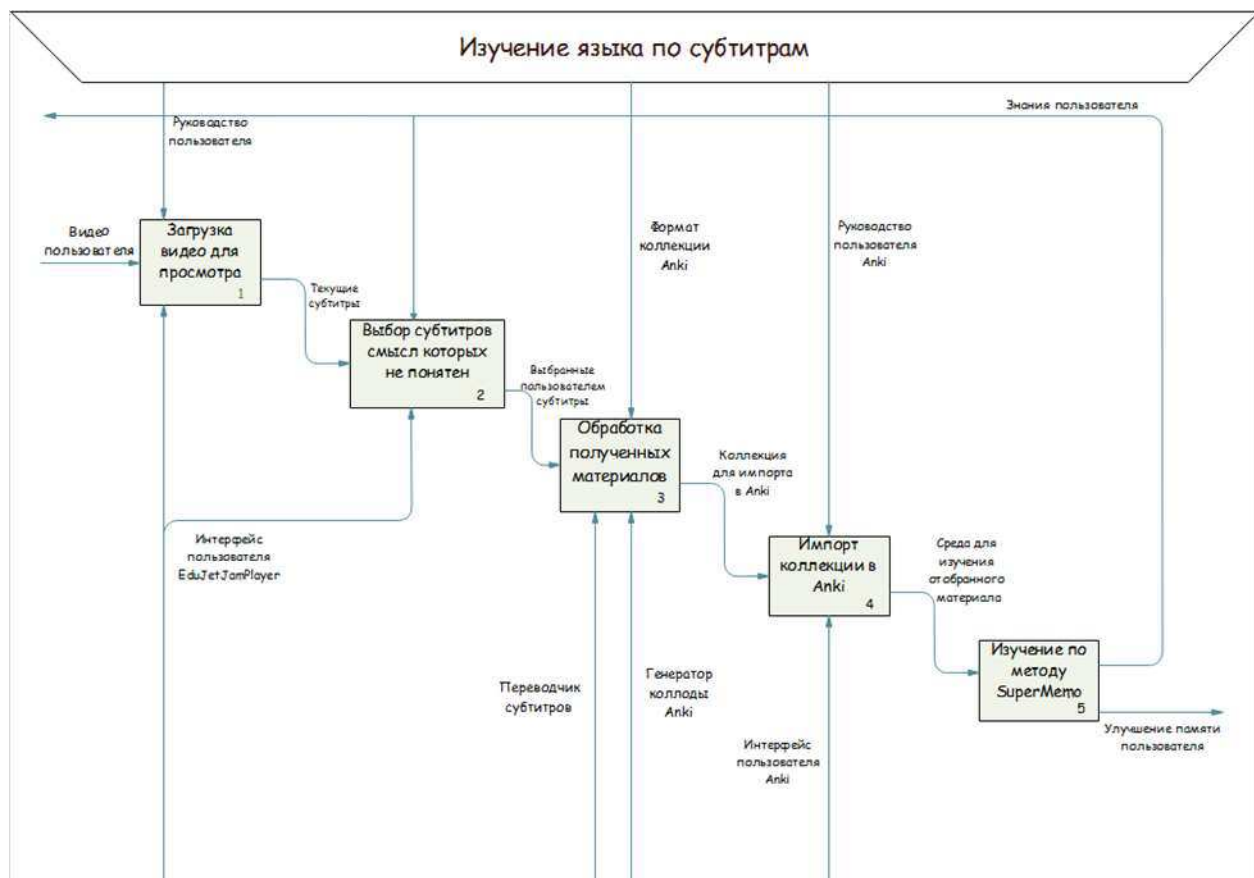 Изучение языка по субтитрам
Знания пользователя
Руководство
пользователя
Видео
пользователя
Загрузка
видео для
просмотра
1
Формат
коллекции
Anki
Руководство
пользователя
Anki
Текущие
субтитры
Выбор субтитров
смысл которых
не понятен
2
Выбранные
пользователем
субтитры
Обработка
полученных
материалов
3
Коллекция
для импорта
в Anki
Интерфейс
пользователя
EduJetJamPlayer
Импорт
коллекции в
Anki
4
Среда для
изучения
отобранного
материала
Изучение по
методу
SuperMemo
5
Переводчик
субтитров
Генератор
коллоды
Anki
Интерфейс
пользователя
Anki
Улучшение памяти
пользователя